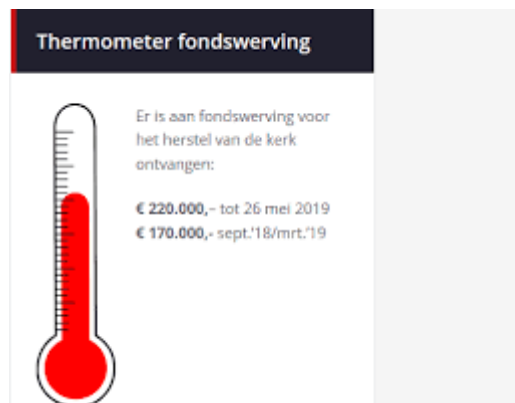 Thermometer fondswerving
Er is aan fondswerving voor
het herstel van de kerk
ontvangen:
€ 220.000,– tot 26 mei 2019
€ 170.000,- sept.'18/mrt.'19